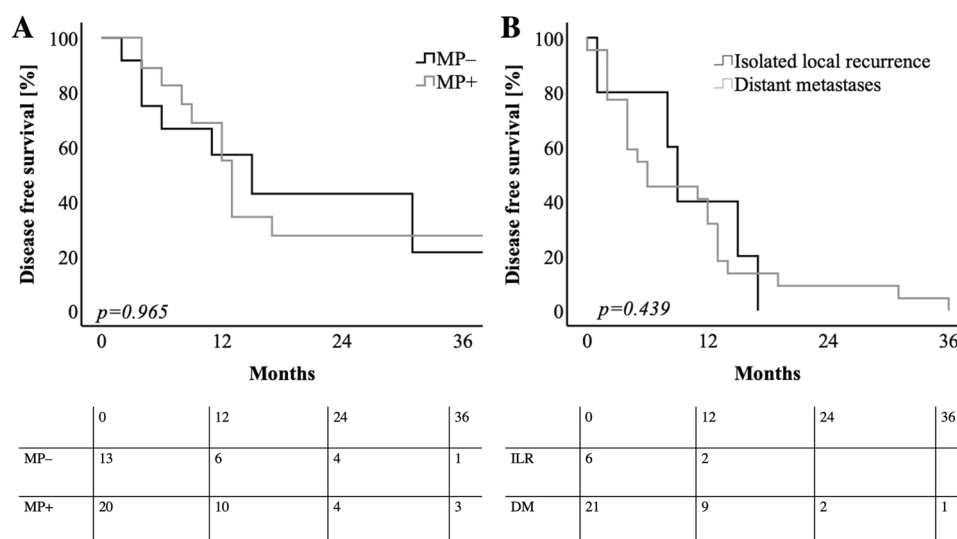 A
Disease free survival [%]
100
80
60
40
20
0
MP–
MP+
p=0.965
0 12 24 36
Months
0 12 24 36
MP– 13 6 4 1
MP+ 20 10 4 3
B
Disease free survival [%]
100
80
60
40
20
0
Isolated local recurrence
Distant metastases
p=0.439
0 12 24 36
Months
0 12 24 36
ILR 6 2
DM 21 9 2 1